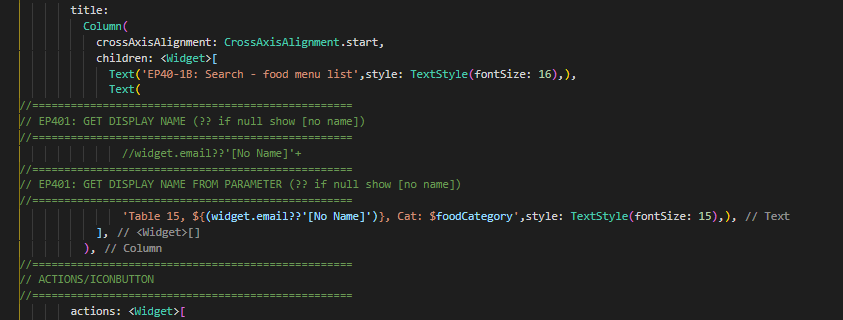 title:
Column(
crossAxisAlignment: CrossAxisAlignment.start,
children: <Widget>[
Text('EP40-1B: Search - food menu list',style: TextStyle(fontSize: 16),),
Text(
//==================================================
// EP401: GET DISPLAY NAME (?? if null show [no name])
//==================================================
//widget.email??'[No Name]'+
//==================================================
// EP401: GET DISPLAY NAME FROM PARAMETER (?? if null show [no name])
//==================================================
'Table 15, ${(widget.email??'[No Name]')}, Cat: $foodCategory',style: TextStyle(fontSize: 15),), // Text
], // <Widget>[]
), // Column
//==================================================
// ACTIONS/ICONBUTTON
//==================================================
actions: <Widget>[